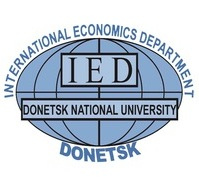 INTERNATIONAL ECONOMICS DEPARTMENT
IED
DONETSK NATIONAL UNIVERSITY
DONETSK